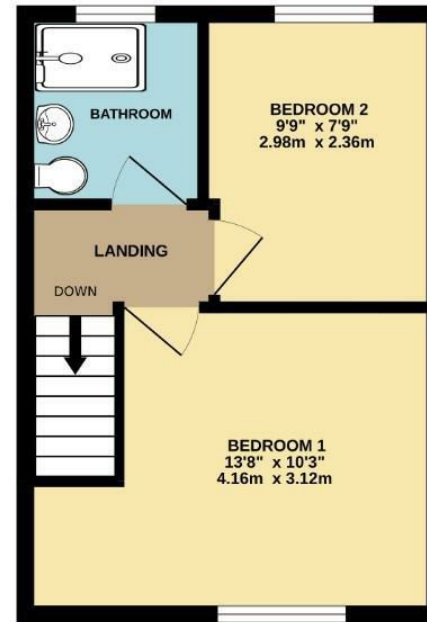 BATHROOM
BEDROOM 2
9'9" x 7'9"
2.98m x 2.36m
LANDING
DOWN
BEDROOM 1
13'8" x 10'3"
4.16m x 3.12m